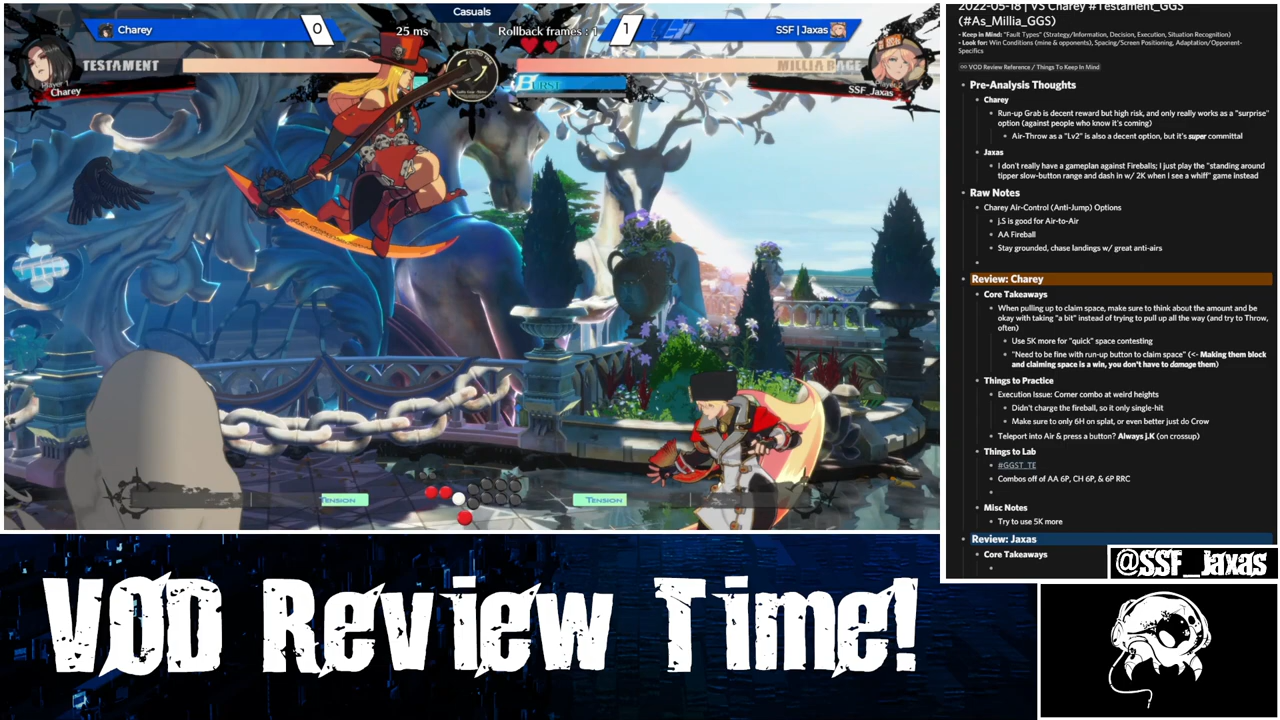 Casuals
Charey
0
25 ms
Rollback frames : 1
1
SSF | Jaxas
TESTAMENT
MILLIA RAGE
Player 1
Charey
BURST
Player 2
SSF_Jaxas
TENSION
TENSION
2022-05-18 | VS Charey #Testament_GGS
(#As_Millia_GGS)
- Keep in Mind: "Fault Types" (Strategy/Information, Decision, Execution, Situation Recognition)
- Look for: Win Conditions (mine & opponents), Spacing/Screen Positioning, Adaptation/Opponent-
Specifics
VOD Review Reference / Things To Keep In Mind
Pre-Analysis Thoughts
Charey
Run-up Grab is decent reward but high risk, and only really works as a "surprise"
option (against people who know it's coming)
Air-Throw as a "Lv2" is also a decent option, but it's super committal
Jaxas
I don't really have a gameplan against Fireballs; I just play the "standing around
tipper slow-button range and dash in w/ 2K when I see a whiff" game instead
Raw Notes
Charey Air-Control (Anti-Jump) Options
j.S is good for Air-to-Air
AA Fireball
Stay grounded, chase landings w/ great anti-airs
Review: Charey
Core Takeaways
When pulling up to claim space, make sure to think about the amount and be
okay with taking "a bit" instead of trying to pull up all the way (and try to Throw,
often)
Use 5K more for "quick" space contesting
"Need to be fine with run-up button to claim space" (<- Making them block
and claiming space is a win, you don't have to damage them)
Things to Practice
Execution Issue: Corner combo at weird heights
Didn't charge the fireball, so it only single-hit
Make sure to only 6H on splat, or even better just do Crow
Teleport into Air & press a button? Always j.K (on crossup)
Things to Lab
#GGST_TE
Combos off of AA 6P, CH 6P, & 6P RRC
Misc Notes
Try to use 5K more
Review: Jaxas
Core Takeaways
@SSF_Jaxas
VOD Review Time!